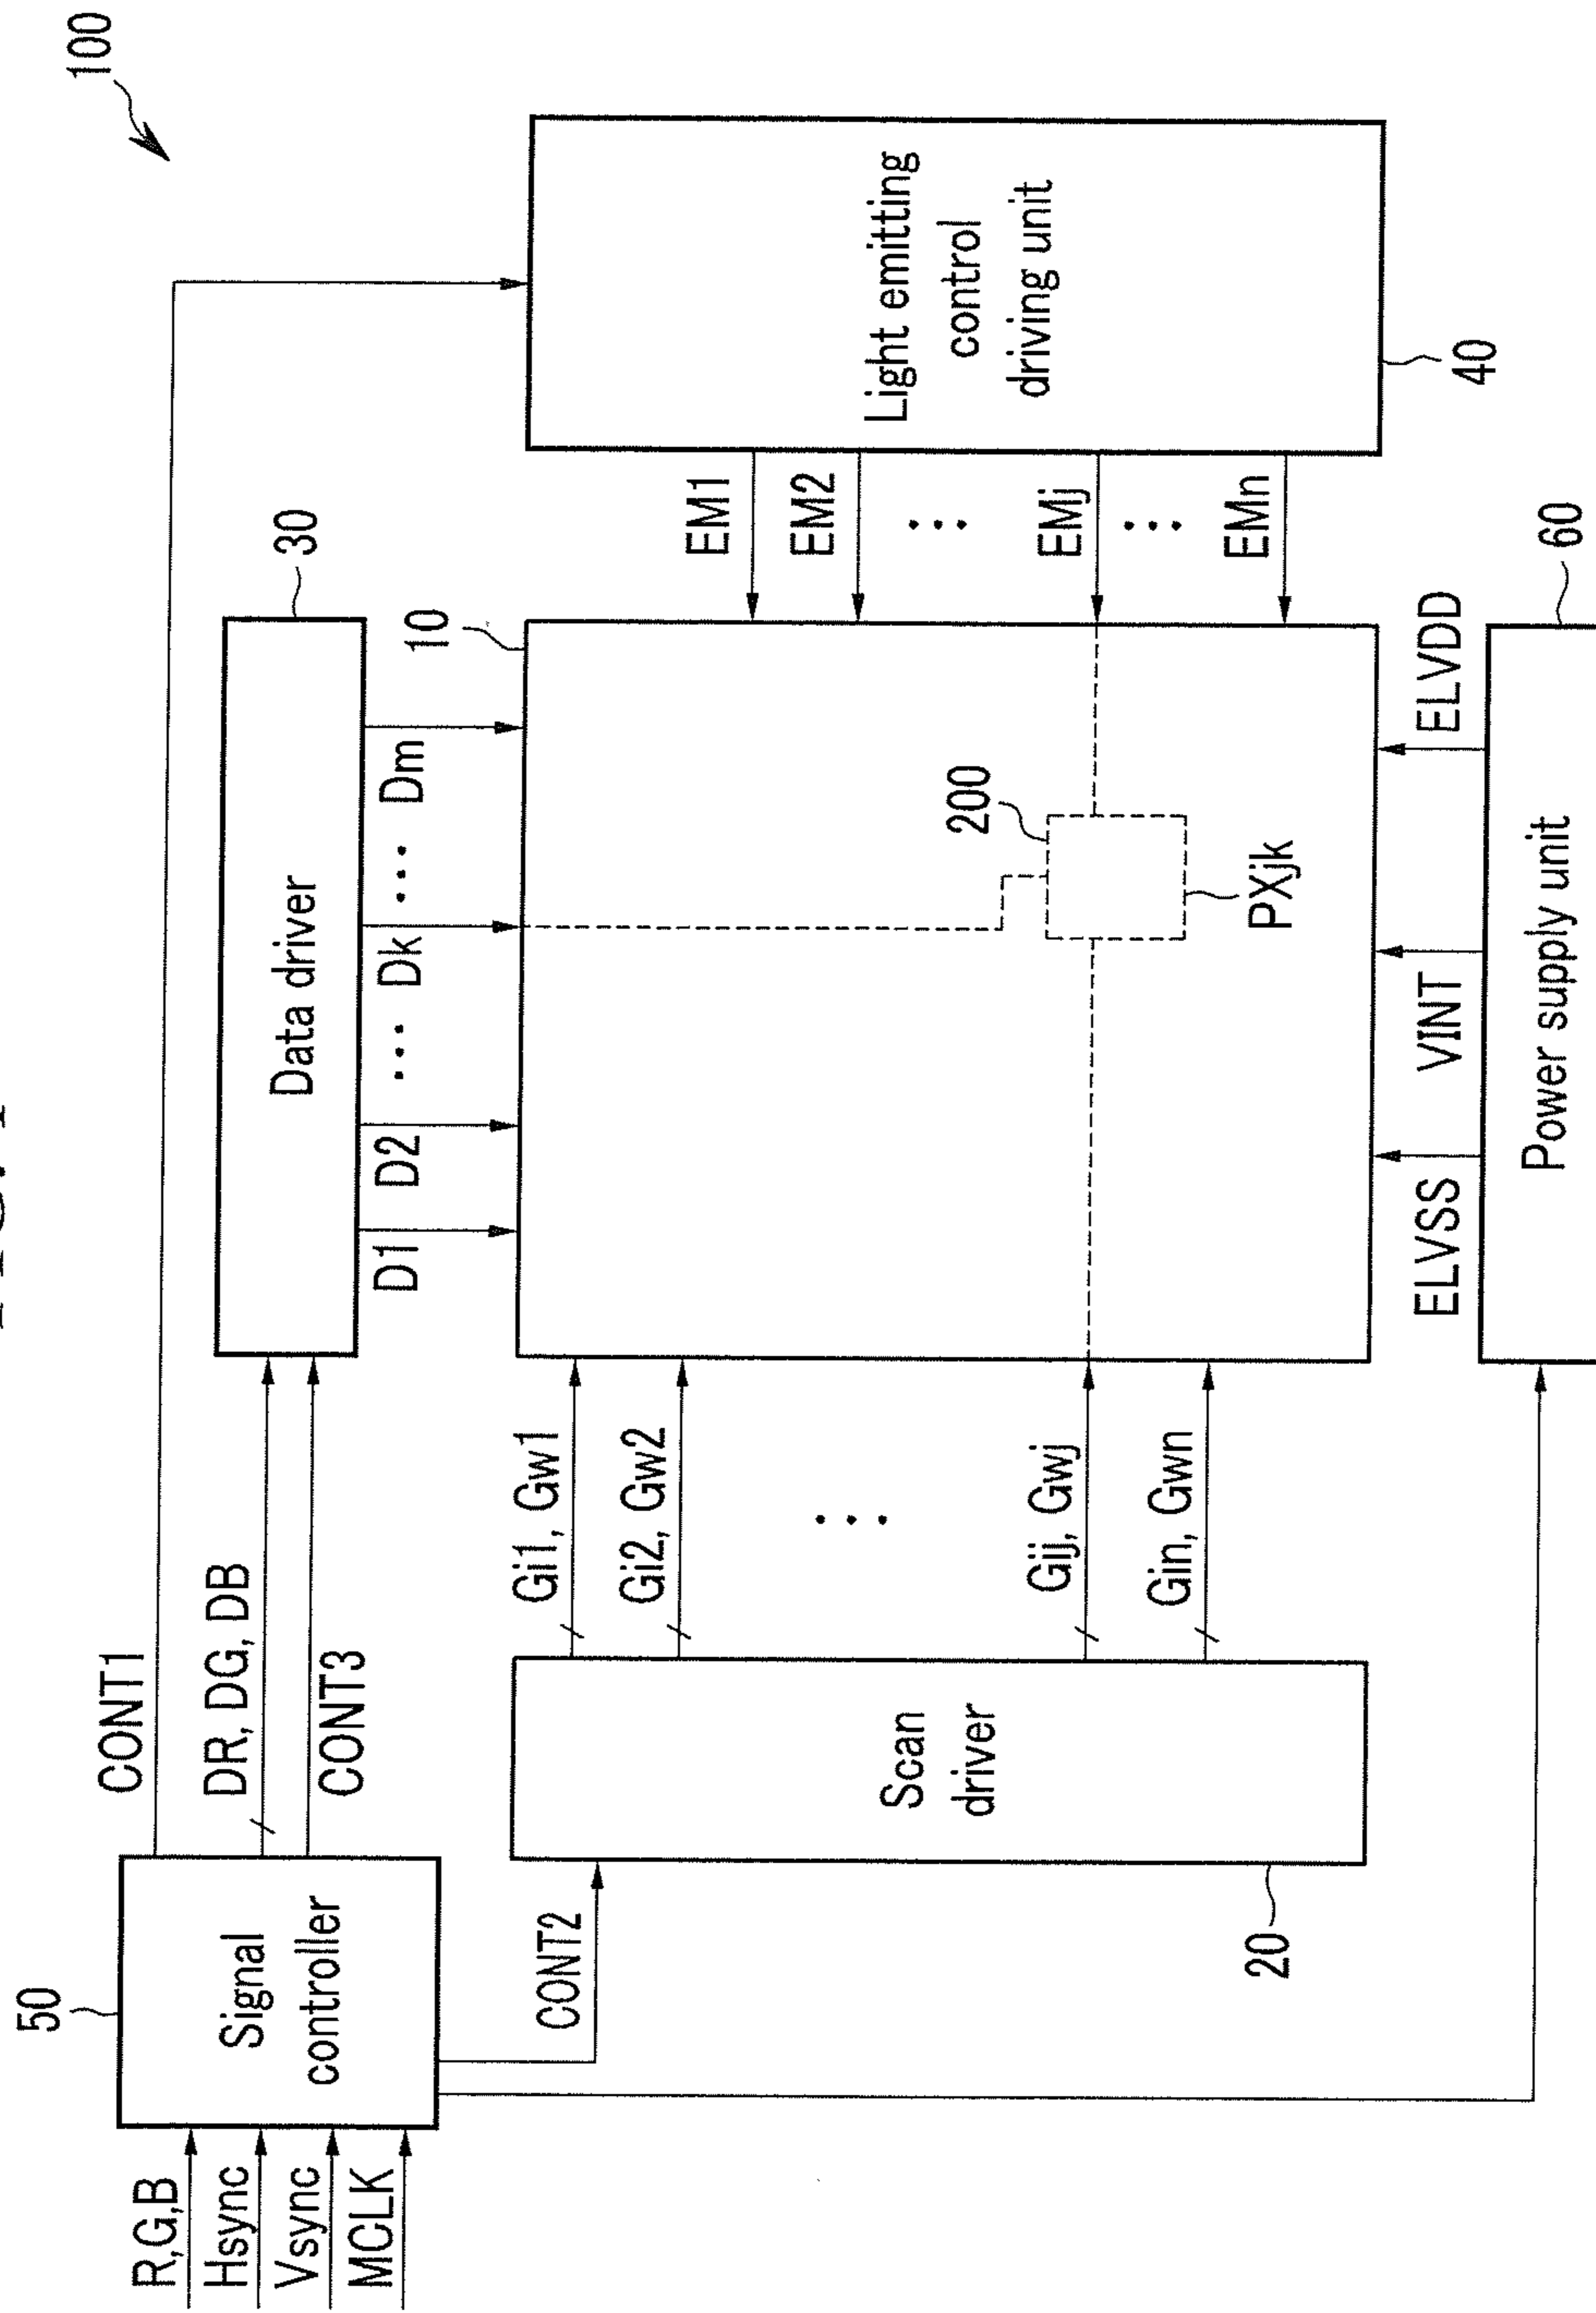 100
50
Signal
controller
R,G,B
Hsync
Vsync
MCLK
CONT1
DR, DG, DB
CONT3
CONT2
Data driver
30
D1
D2
...
Dk
...
Dm
10
Scan
driver
20
Gi1, Gw1
Gi2, Gw2
...
Gij, Gwj
Gin, Gwn
200
PXjk
EM1
EM2
...
EMj
...
EMn
Light emitting
control
driving unit
40
ELVSS
VINT
ELVDD
Power supply unit
60